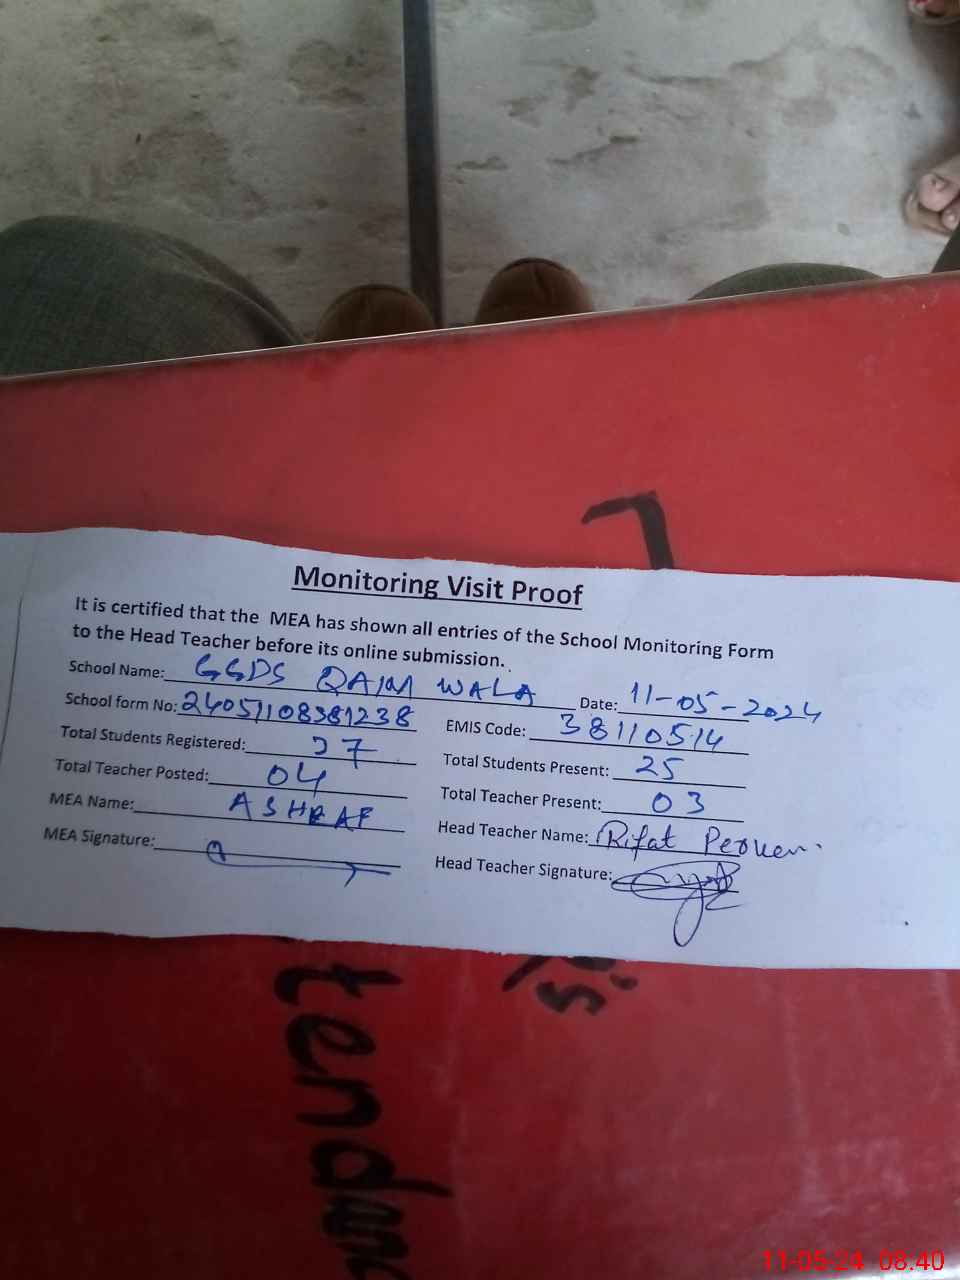 Monitoring Visit Proof
It is certified that the MEA has shown all entries of the School Monitoring Form
to the Head Teacher before its online submission.
School Name: GGDS QAIM WALA Date: 11-05-2024
School form No: 24051108381238 EMIS Code: 38110514
Total Students Registered: 27 Total Students Present: 25
Total Teacher Posted: 04 Total Teacher Present: 03
MEA Name: ASHRAF Head Teacher Name: Rifat Perven.
MEA Signature: Head Teacher Signature:
tendan
11-05-24 08:40